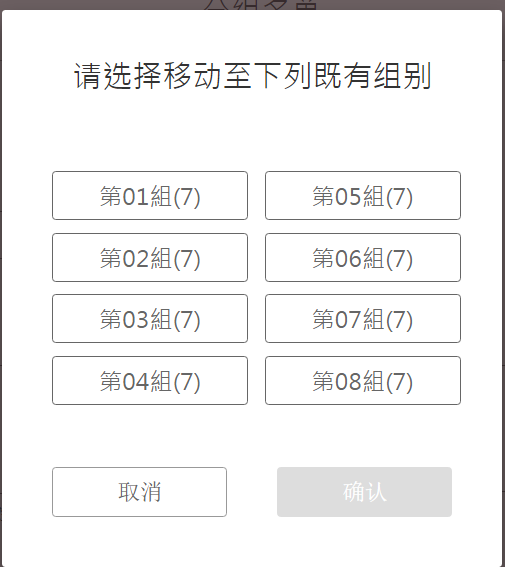 请选择移动至下列既有组别
第01組(7)
第05組(7)
第02組(7)
第06組(7)
第03組(7)
第07組(7)
第04組(7)
第08組(7)
取消
确认